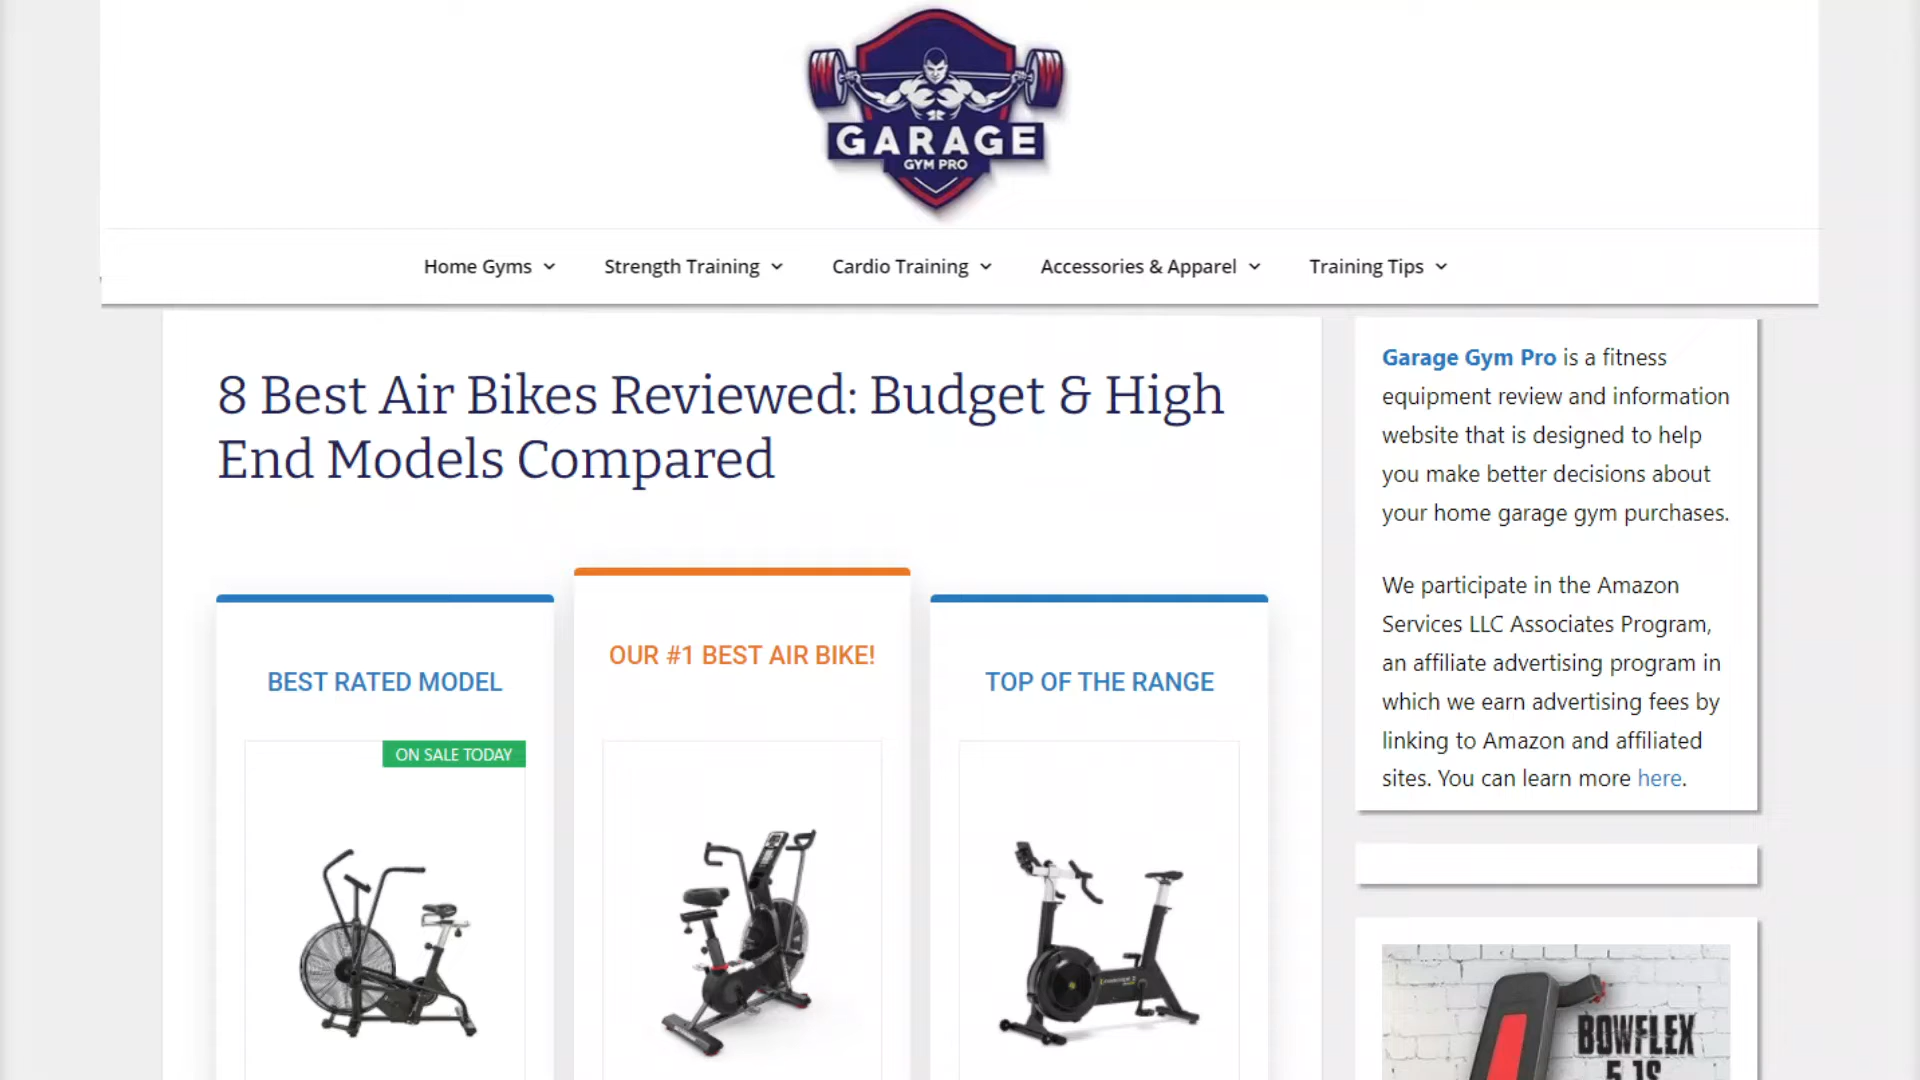 GARAGE
GYM PRO
Home Gyms
Strength Training
Cardio Training
Accessories & Apparel
Training Tips
8 Best Air Bikes Reviewed: Budget & High
End Models Compared
BEST RATED MODEL
ON SALE TODAY
OUR #1 BEST AIR BIKE!
TOP OF THE RANGE
Garage Gym Pro is a fitness
equipment review and information
website that is designed to help
you make better decisions about
your home garage gym purchases.
We participate in the Amazon
Services LLC Associates Program,
an affiliate advertising program in
which we earn advertising fees by
linking to Amazon and affiliated
sites. You can learn more here.
BOWFLEX
5.1S